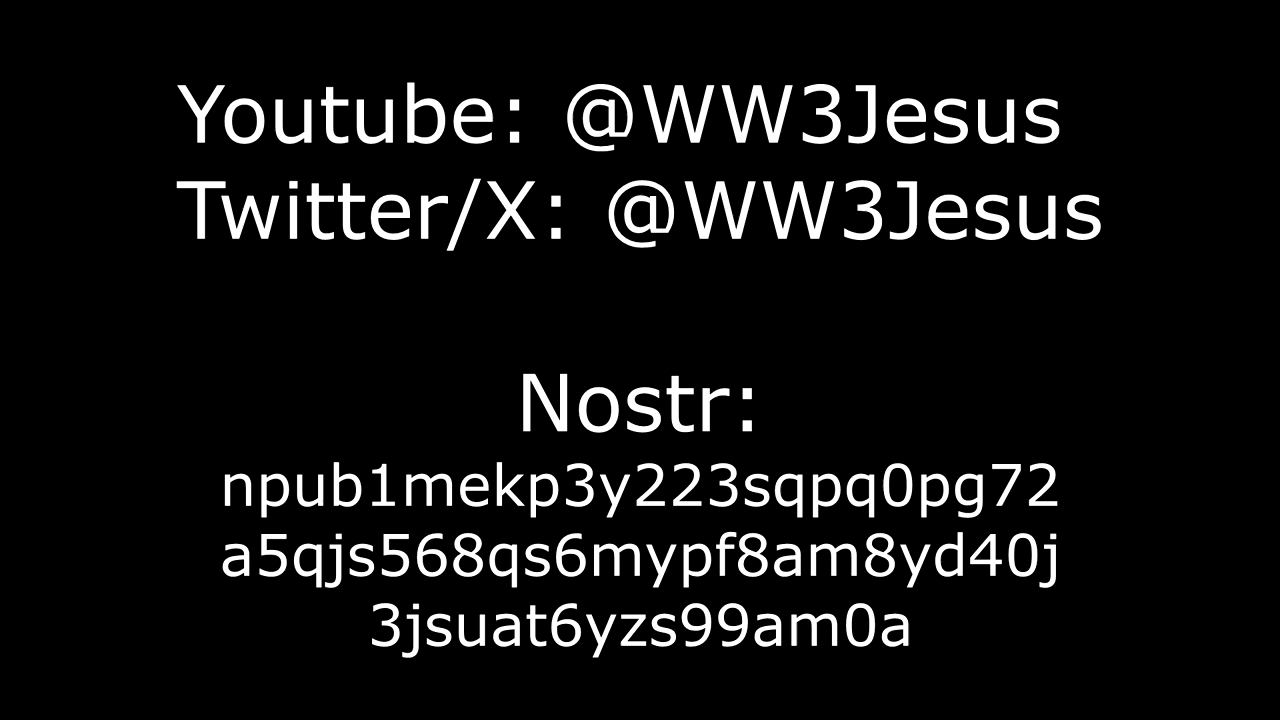 Youtube: @WW3Jesus
Twitter/X: @WW3Jesus
Nostr:
npub1mekp3y223sqpq0pg72
a5qjs568qs6mypf8am8yd40j
3jsuat6yzs99am0a